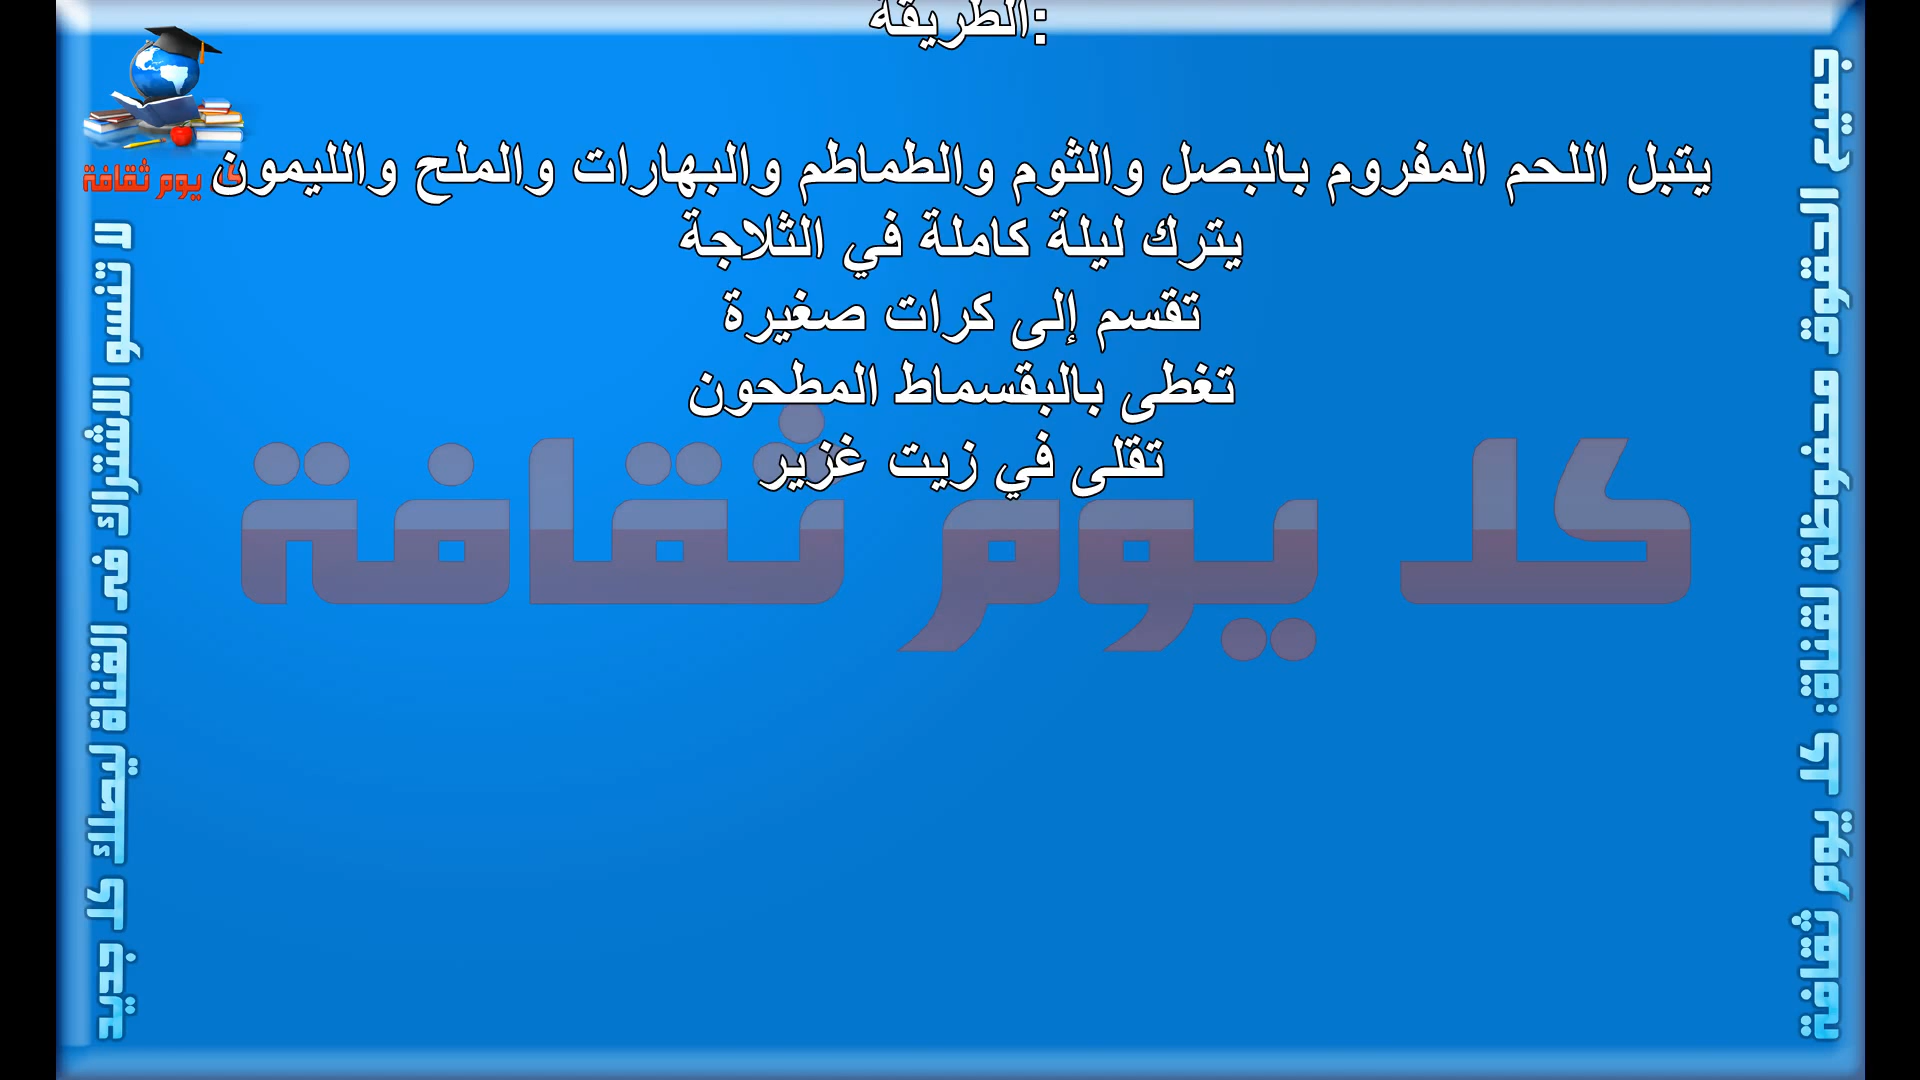 الطريقة:
يتبل اللحم المفروم بالبصل والثوم والطماطم والبهارات والملح والليمون
يترك ليلة كاملة في الثلاجة
تقسم إلى كرات صغيرة
تغطى بالبقسماط المطحون
تقلى في زيت غزير
كل يوم ثقافة
جميع الحقوق محفوظة لقناة: كل يوم ثقافة
لا تنسو الاشتراك فى القناة ليصلك كل جديد
يوم ثقافة